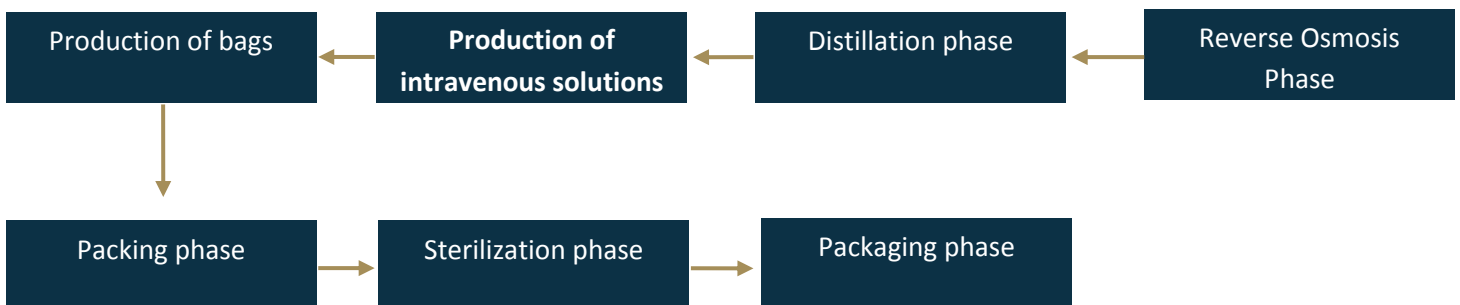 Production of bags
Production of
intravenous solutions
Distillation phase
Reverse Osmosis
Phase
Packing phase
Sterilization phase
Packaging phase